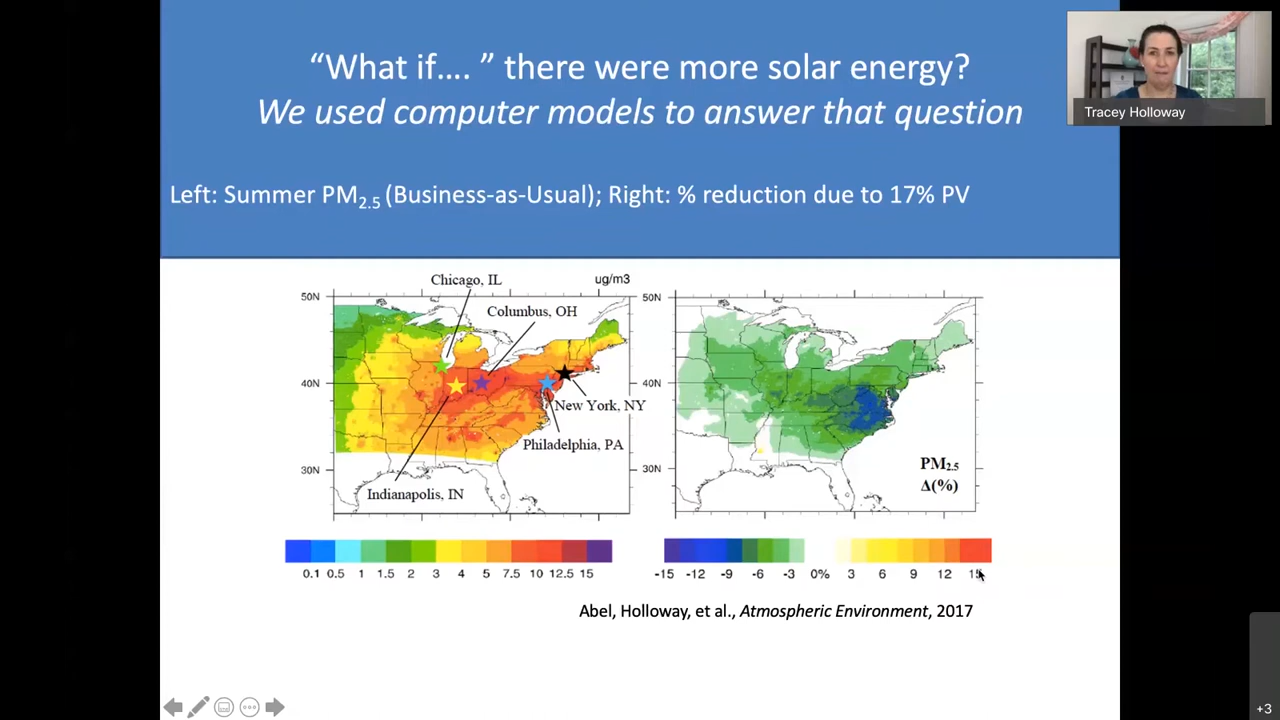 “What if.... ” there were more solar energy?
We used computer models to answer that question
Tracey Holloway
Left: Summer PM2.5 (Business-as-Usual); Right: % reduction due to 17% PV
Chicago, IL
ug/m3
Columbus, OH
50N
50N
40N
40N
New York, NY
Philadelphia, PA
30N
30N
PM2.5
Δ(%)
Indianapolis, IN
0.1 0.5 1 1.5 2 3 4 5 7.5 10 12.5 15
-15 -12 -9 -6 -3 0% 3 6 9 12 15
Abel, Holloway, et al., Atmospheric Environment, 2017
+3